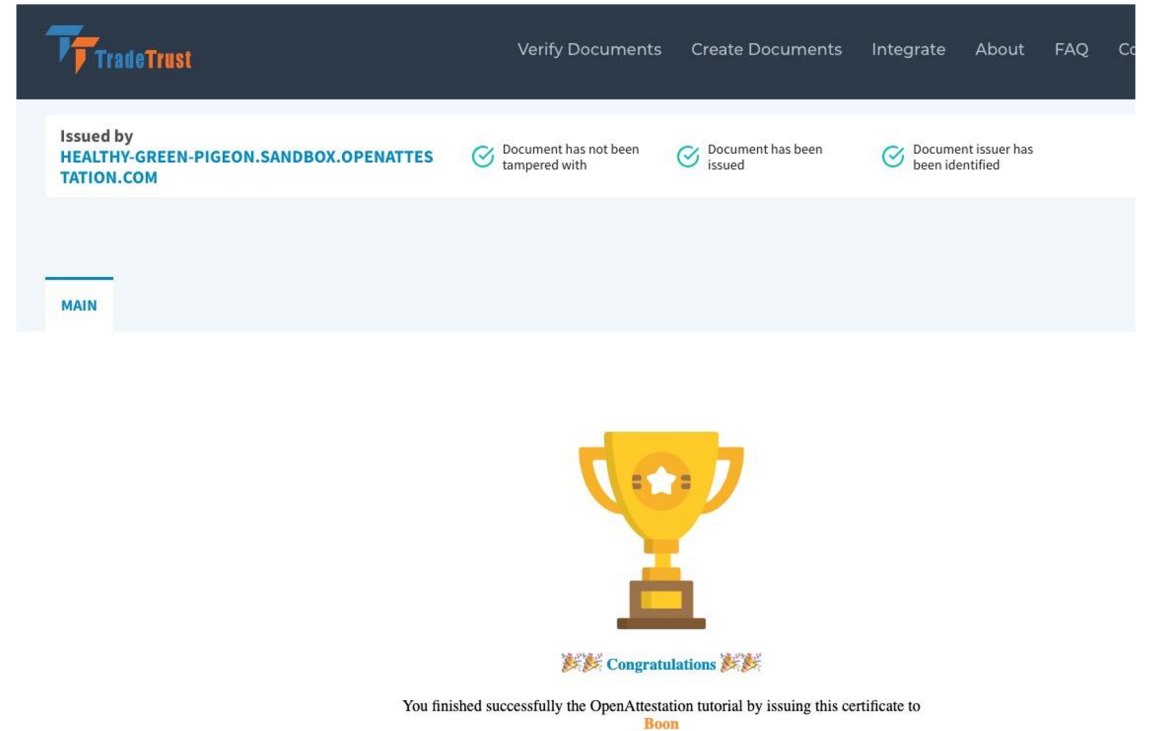 TradeTrust
Verify Documents Create Documents Integrate About FAQ
Issued by
HEALTHY-GREEN-PIGEON.SANDBOX.OPENATTES
TATION.COM
Document has not been
tampered with
Document has been
issued
Document issuer has
been identified
MAIN
Congratulations
You finished successfully the OpenAttestation tutorial by issuing this certificate to
Boon